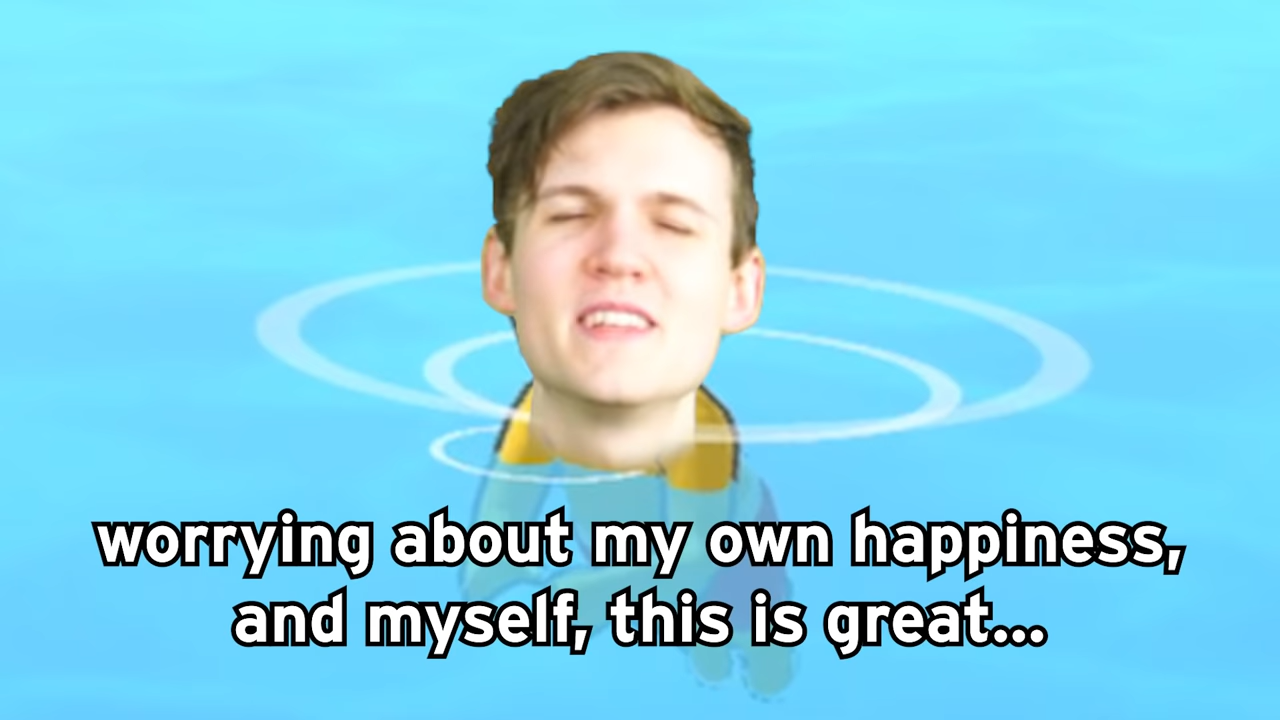 worrying about my own happiness,
and myself, this is great...